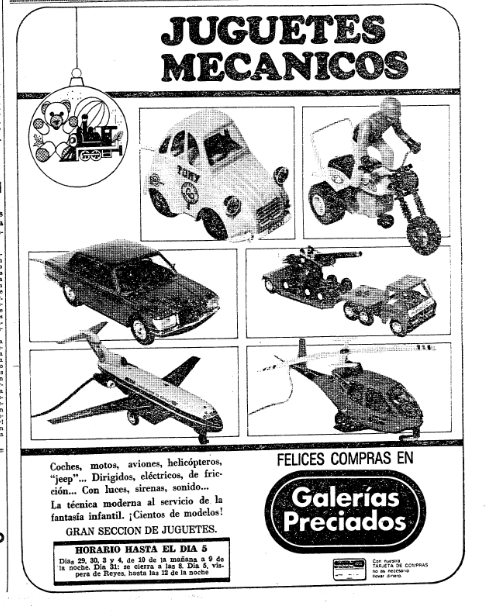 JUGUETES
MECANICOS
TONY
Coches, motos, aviones, helicópteros,
"jeep"... Dirigidos, eléctricos, de fric-
ción... Con luces, sirenas, sonido...
La técnica moderna al servicio de la
fantasía infantil. ¡Cientos de modelos!
GRAN SECCION DE JUGUETES.
HORARIO HASTA EL DIA 5
Días 29, 30, 3 y 4, de 10 de la mañana a 9 de
la noche. Día 31: se cierra a las 8. Día 5, vís-
pera de Reyes, hasta las 12 de la noche
FELICES COMPRAS EN
Galerías
Preciados
Con nuestra
TARJETA DE COMPRAS
no es necesario
llevar dinero.